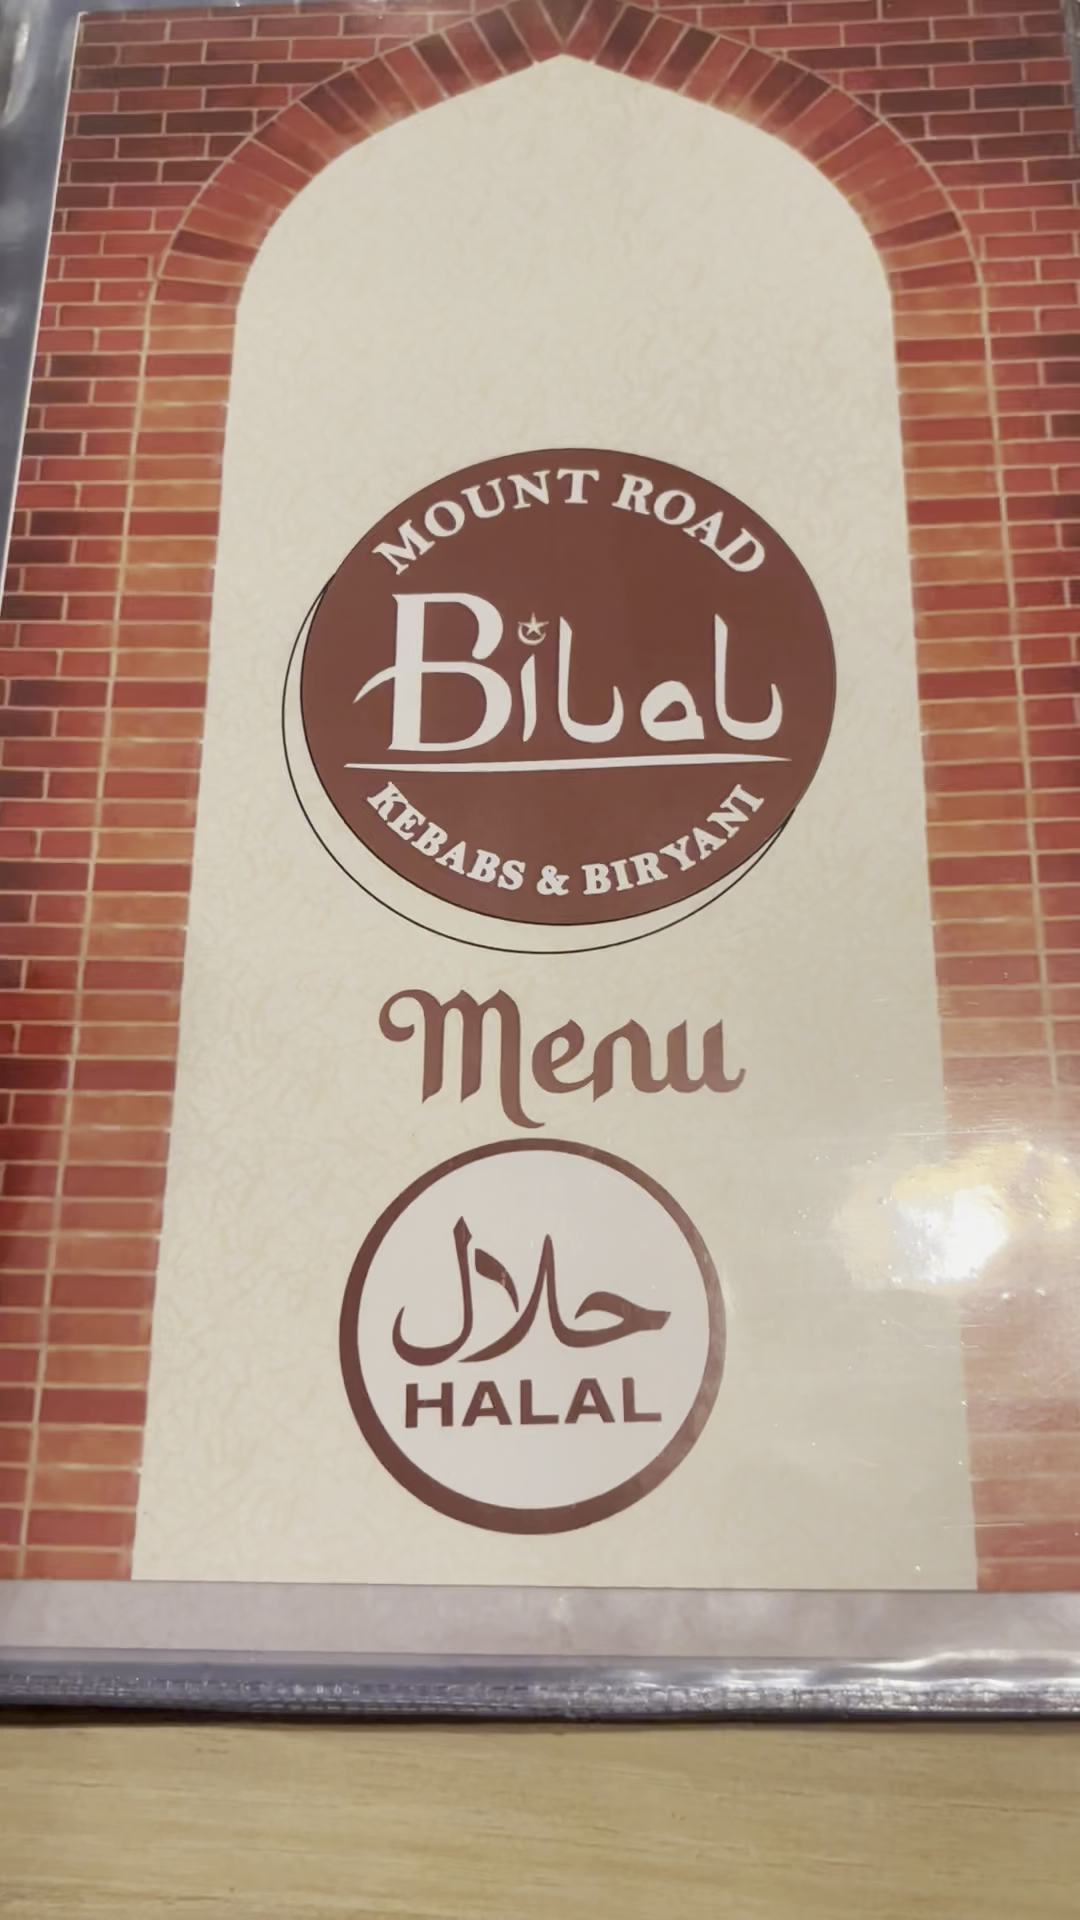 MOUNT ROAD
Bilal
KEBABS & BIRYANI
Menu
حلال
HALAL